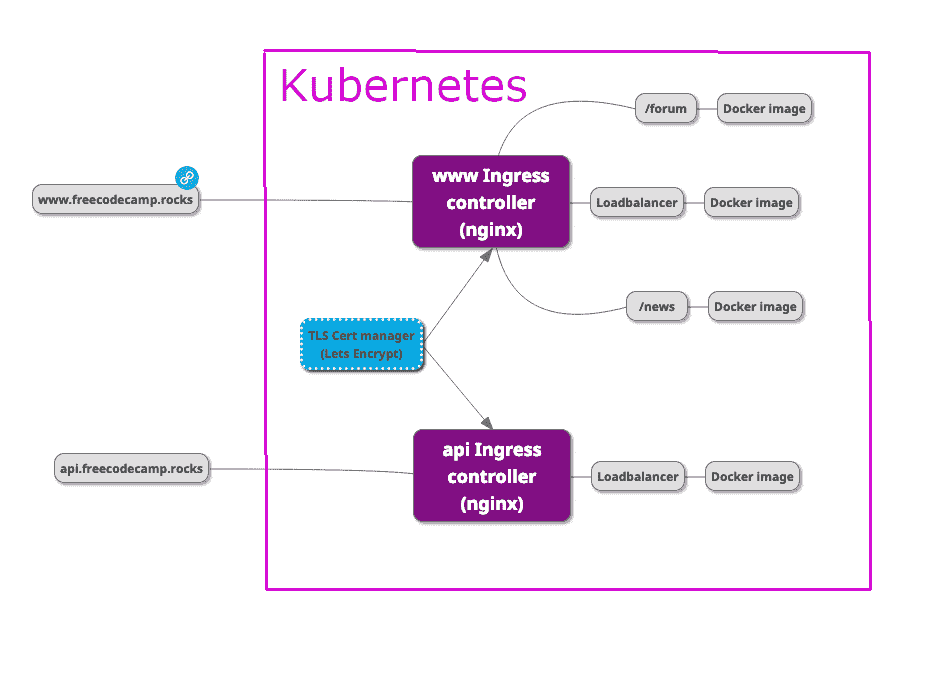 Kubernetes
/forum
Docker image
www Ingress
controller
(nginx)
www.freecodecamp.rocks
Loadbalancer
Docker image
/news
Docker image
TLS Cert manager
(Lets Encrypt)
api Ingress
controller
(nginx)
api.freecodecamp.rocks
Loadbalancer
Docker image